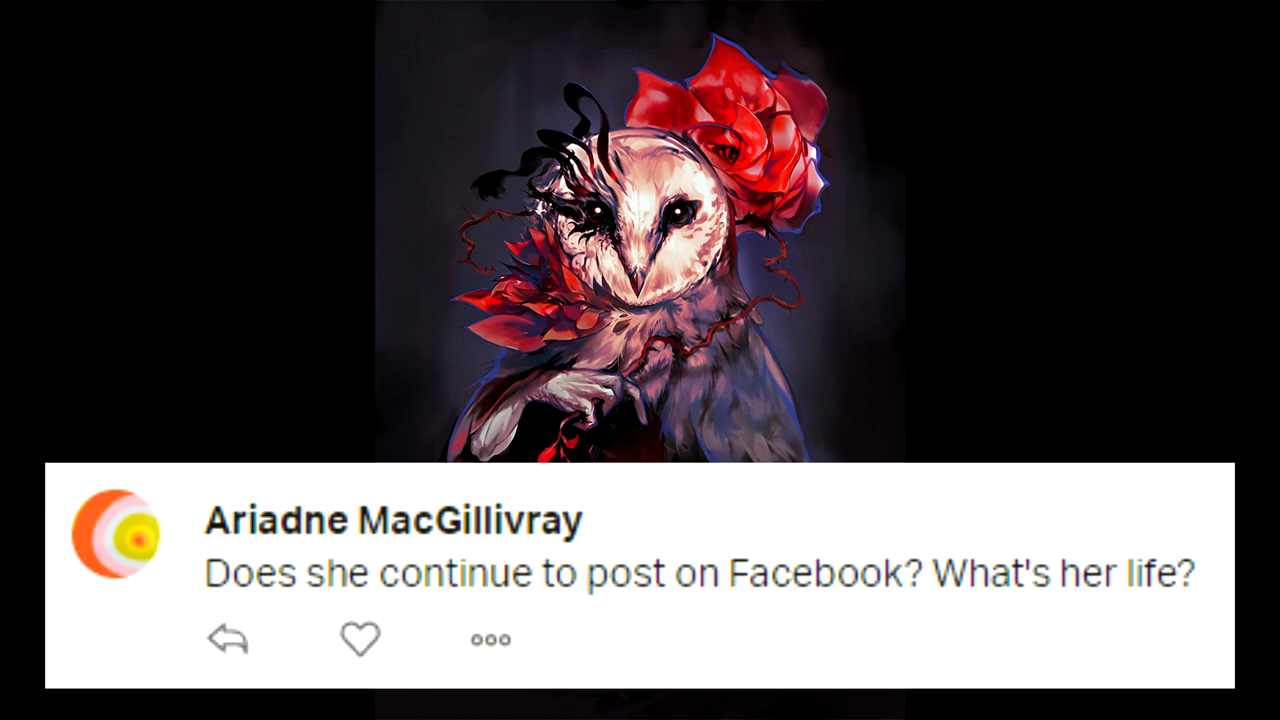 Ariadne MacGillivray
Does she continue to post on Facebook? What's her life?